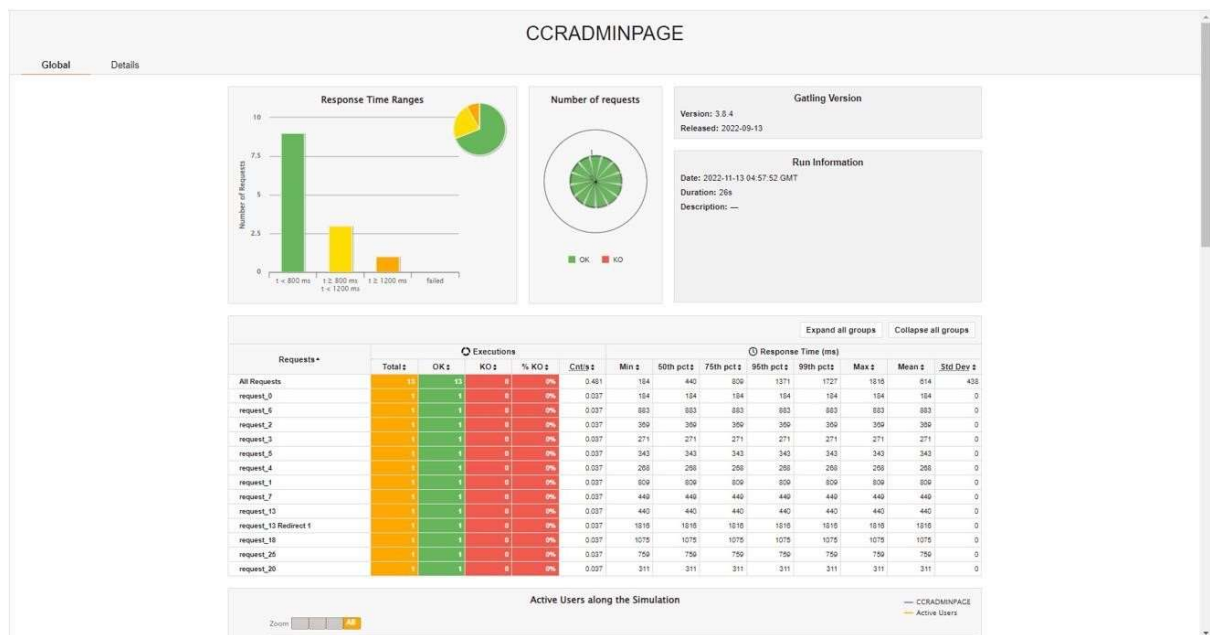 CCRADMINPAGE
Global Details
Response Time Ranges
10
7.5
5
2.5
0
Number of Requests
t < 800 ms
t ≥ 800 ms
t < 1200 ms
t ≥ 1200 ms
failed
Number of requests
OK KO
Gatling Version
Version: 3.8.4
Released: 2022-09-13
Run Information
Date: 2022-11-13 04:57:52 GMT
Duration: 26s
Description: —
Expand all groups Collapse all groups
Requests Executions Response Time (ms)
Total OK KO % KO Cnt/s Min 50th pct 75th pct 95th pct 99th pct Max Mean Std Dev
All Requests 13 13 0 0% 0.481 184 440 809 1371 1727 1816 614 438
request_0 1 1 0 0% 0.037 184 184 184 184 184 184 184 0
request_6 1 1 0 0% 0.037 883 883 883 883 883 883 883 0
request_2 1 1 0 0% 0.037 369 369 369 369 369 369 369 0
request_3 1 1 0 0% 0.037 271 271 271 271 271 271 271 0
request_5 1 1 0 0% 0.037 343 343 343 343 343 343 343 0
request_4 1 1 0 0% 0.037 268 268 268 268 268 268 268 0
request_1 1 1 0 0% 0.037 809 809 809 809 809 809 809 0
request_7 1 1 0 0% 0.037 449 449 449 449 449 449 449 0
request_13 1 1 0 0% 0.037 440 440 440 440 440 440 440 0
request_13 Redirect 1 1 1 0 0% 0.037 1816 1816 1816 1816 1816 1816 1816 0
request_18 1 1 0 0% 0.037 1075 1075 1075 1075 1075 1075 1075 0
request_26 1 1 0 0% 0.037 759 759 759 759 759 759 759 0
request_20 1 1 0 0% 0.037 311 311 311 311 311 311 311 0
Active Users along the Simulation
CCRADMINPAGE
Active Users
Zoom All